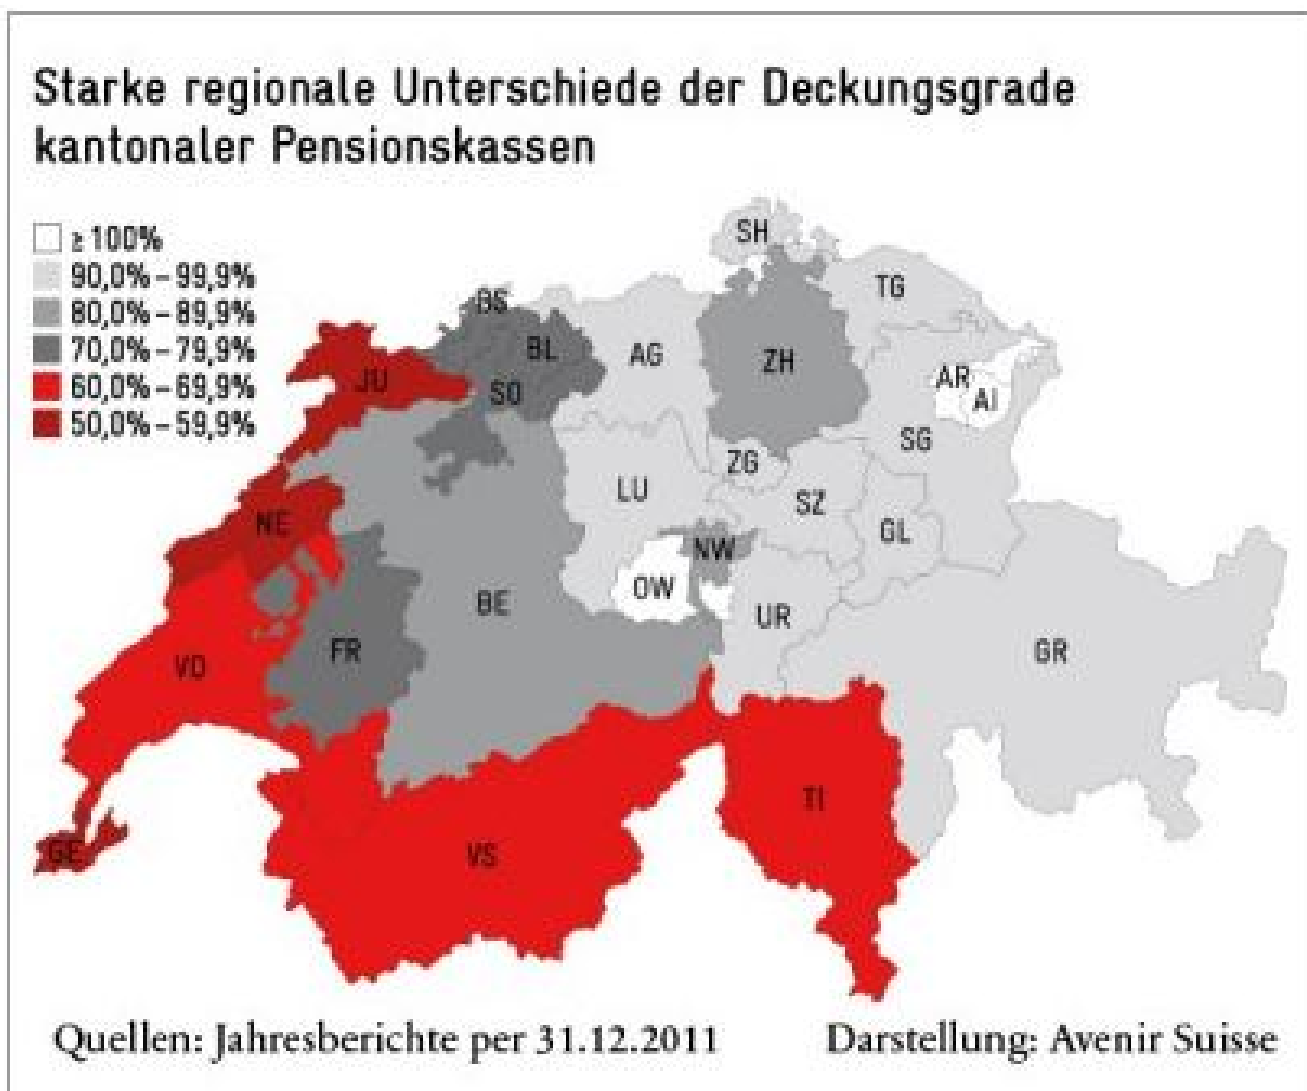 Starke regionale Unterschiede der Deckungsgrade
kantonaler Pensionskassen
≥ 100%
90,0% – 99,9%
80,0% – 89,9%
70,0% – 79,9%
60,0% – 69,9%
50,0% – 59,9%
SH
TG
BS
BL
AG
ZH
JU
SO
AR
AI
SG
ZG
LU
SZ
NE
GL
NW
OW
BE
UR
FR
GR
VD
TI
GE
VS
Quellen: Jahresberichte per 31.12.2011
Darstellung: Avenir Suisse